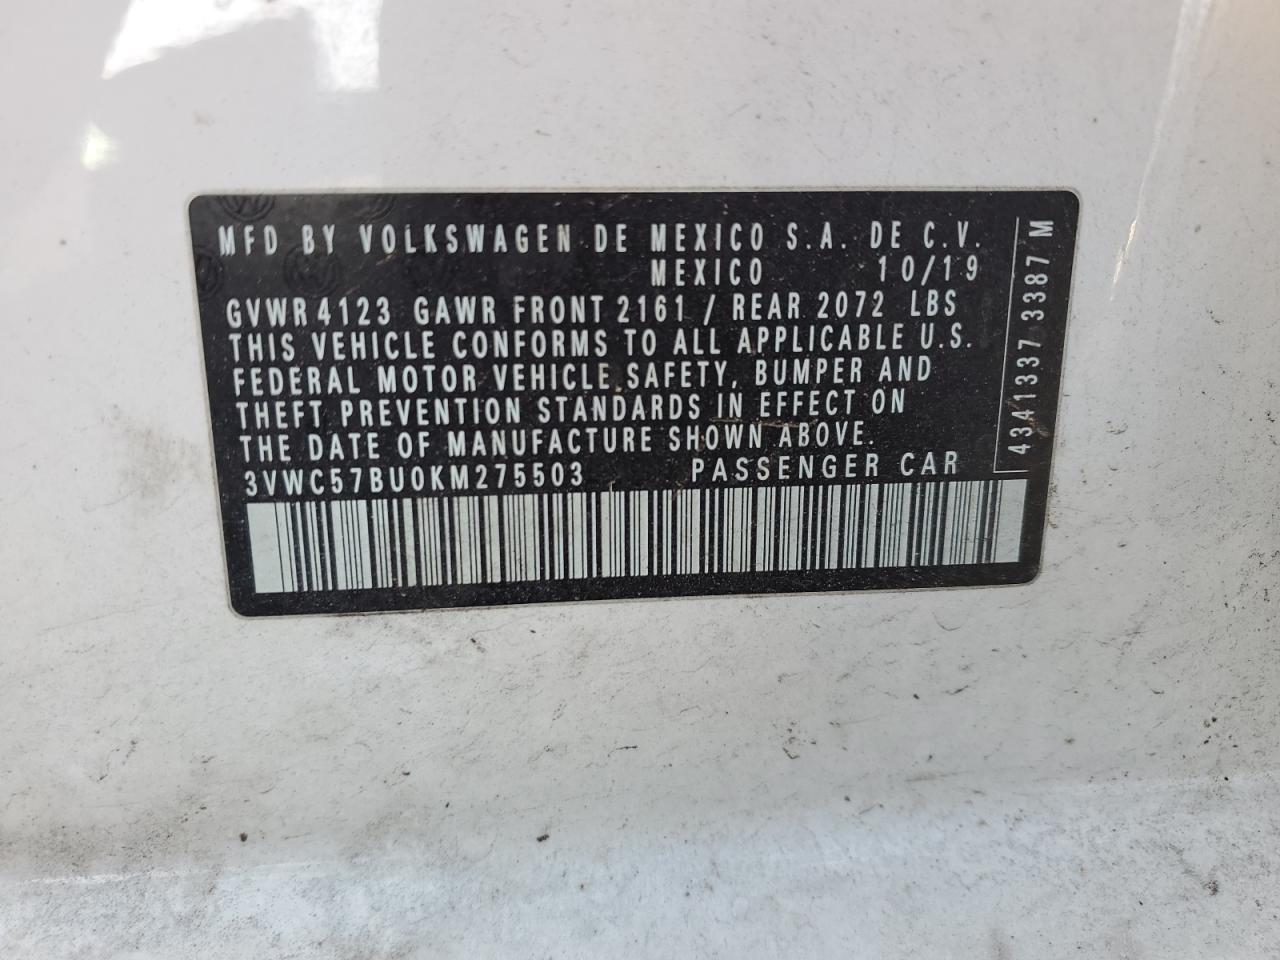 MFD BY VOLKSWAGEN DE MEXICO S.A. DE C.V.
MEXICO 10/19
GVWR 4123 GAWR FRONT 2161 / REAR 2072 LBS
THIS VEHICLE CONFORMS TO ALL APPLICABLE U.S.
FEDERAL MOTOR VEHICLE SAFETY, BUMPER AND
THEFT PREVENTION STANDARDS IN EFFECT ON
THE DATE OF MANUFACTURE SHOWN ABOVE.
3VWC57BU0KM275503 PASSENGER CAR
4341337 3387 M